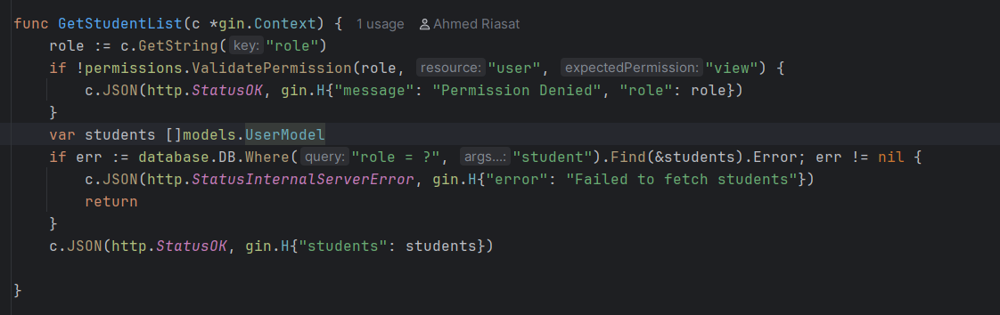 func GetStudentList(c *gin.Context) { 1 usage Ahmed Riasat
    role := c.GetString( key: "role")
    if !permissions.ValidatePermission(role, resource: "user", expectedPermission: "view") {
        c.JSON(http.StatusOK, gin.H{"message": "Permission Denied", "role": role})
    }
    var students []models.UserModel
    if err := database.DB.Where( query: "role = ?", args...: "student").Find(&students).Error; err != nil {
        c.JSON(http.StatusInternalServerError, gin.H{"error": "Failed to fetch students"})
        return
    }
    c.JSON(http.StatusOK, gin.H{"students": students})
}